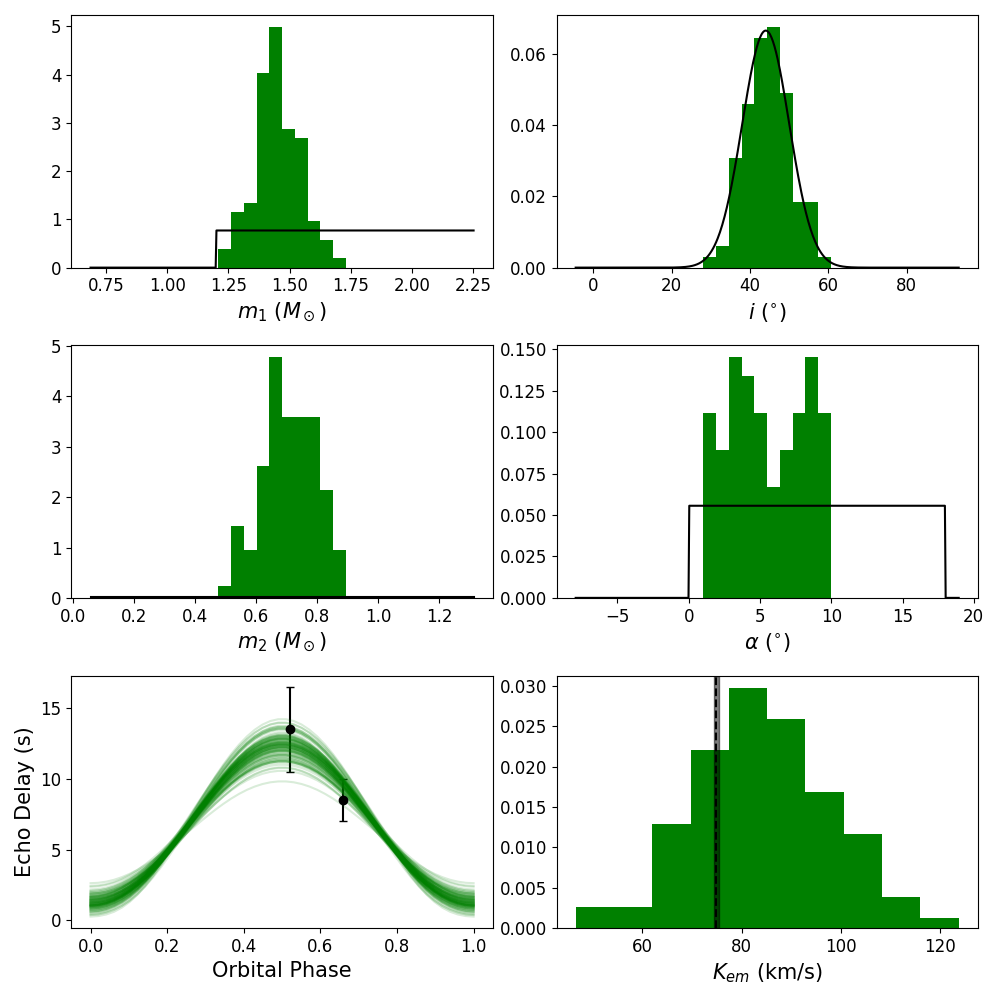 5
4
3
2
1
0
0.75 1.00 1.25 1.50 1.75 2.00 2.25
m₁ (M⊙)
0.06
0.04
0.02
0.00
0 20 40 60 80
i (°)
5
4
3
2
1
0
0.0 0.2 0.4 0.6 0.8 1.0 1.2
m₂ (M⊙)
0.150
0.125
0.100
0.075
0.050
0.025
0.000
−5 0 5 10 15 20
α (°)
Echo Delay (s)
15
10
5
0
0.0 0.2 0.4 0.6 0.8 1.0
Orbital Phase
0.030
0.025
0.020
0.015
0.010
0.005
0.000
60 80 100 120
Kₑₘ (km/s)